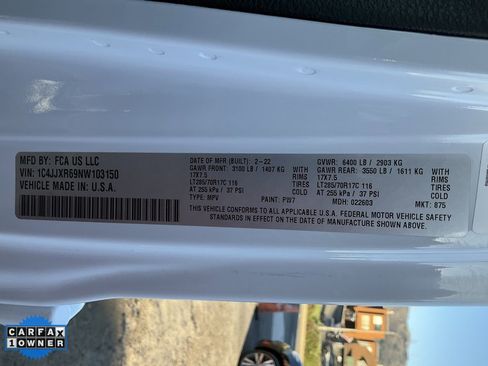 MFD BY: FCA US LLC
VIN: 1C4JJXR69NW103150
VEHICLE MADE IN: U.S.A.
DATE OF MFR (BUILT): 2-22
GAWR FRONT: 3100 LB / 1407 KG
17X7.5
LT285/70R17C 116
AT 255 kPa / 37 PSI
TYPE: MPV
PAINT: PW7
WITH
RIMS
TIRES
COLD
GVWR: 6400 LB / 2903 KG
GAWR REAR: 3550 LB / 1611 KG
17X7.5
LT285/70R17C 116
AT 255 kPa / 37 PSI
MDH: 022603
WITH
RIMS
TIRES
COLD
MKT: 875
THIS VEHICLE CONFORMS TO ALL APPLICABLE U.S.A. FEDERAL MOTOR VEHICLE SAFETY
STANDARDS IN EFFECT ON THE DATE OF MANUFACTURE SHOWN ABOVE.
CARFAX
1 OWNER